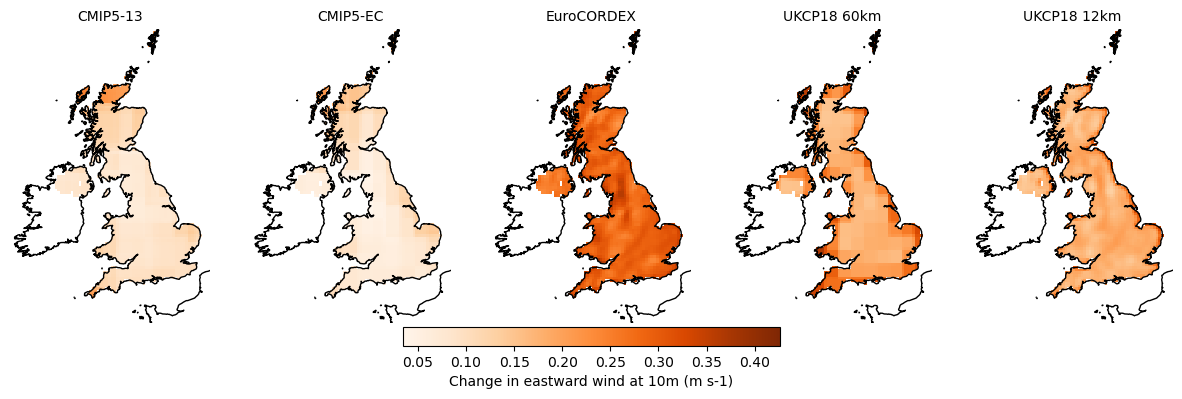 CMIP5-13 CMIP5-EC EuroCORDEX UKCP18 60km UKCP18 12km
0.05 0.10 0.15 0.20 0.25 0.30 0.35 0.40
Change in eastward wind at 10m (m s-1)